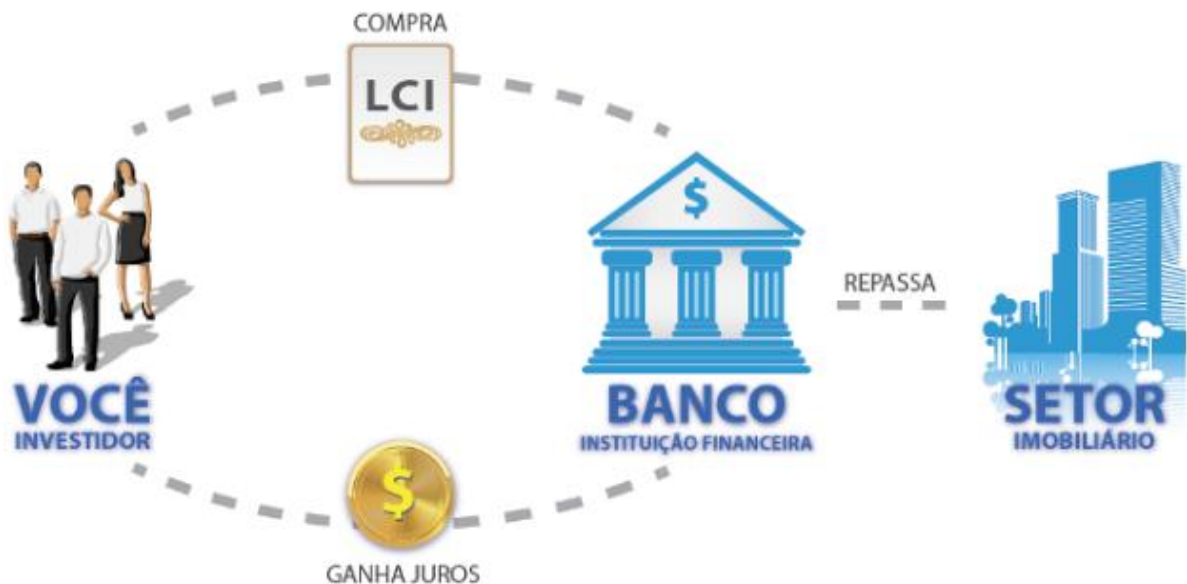 COMPRA
LCI
$
REPASSA
VOCÊ
INVESTIDOR
BANCO
INSTITUIÇÃO FINANCEIRA
SETOR
IMOBILIÁRIO
$
GANHA JUROS